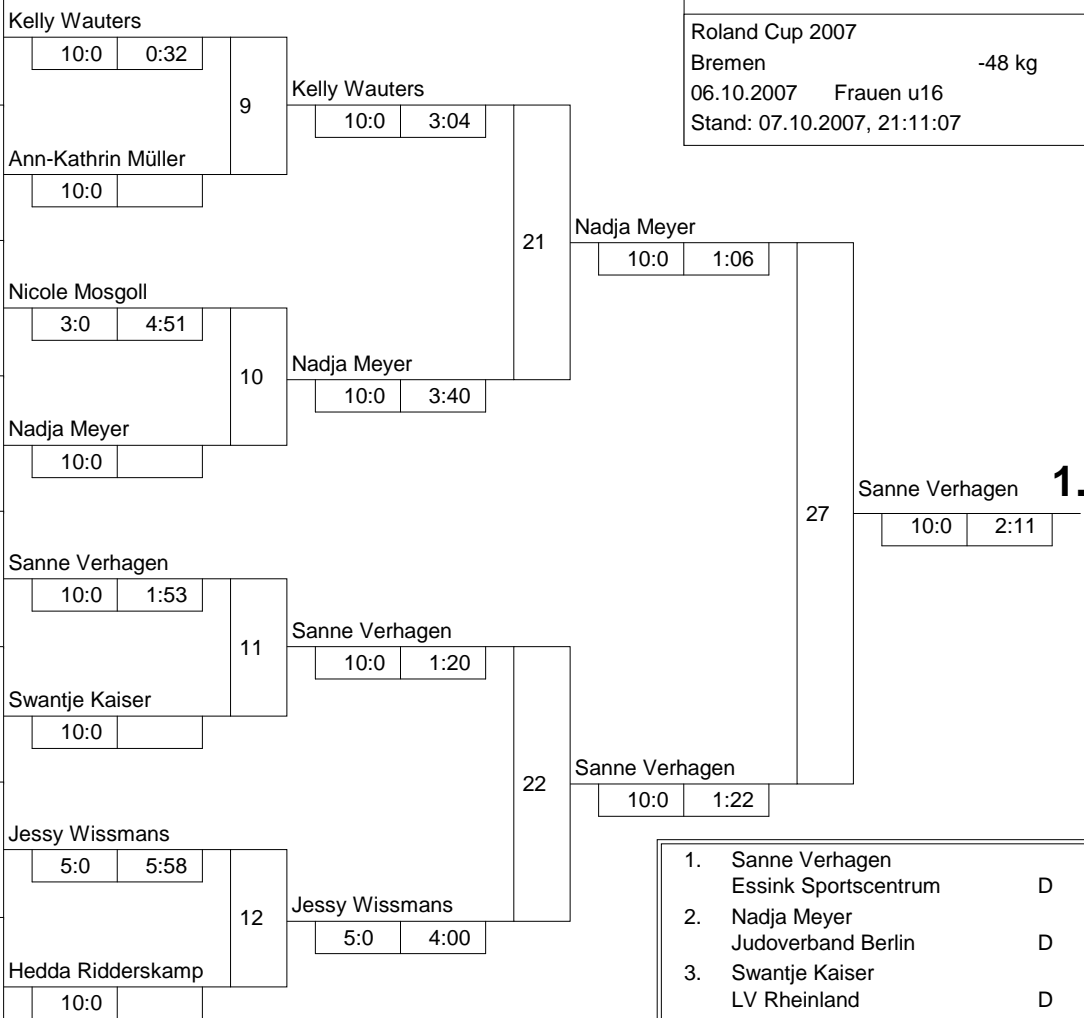 Roland Cup 2007
Bremen -48 kg
06.10.2007 Frauen u16
Stand: 07.10.2007, 21:11:07
Kelly Wauters
10:0 0:32
9
Ann-Kathrin Müller
10:0
Nicole Mosgoll
3:0 4:51
10
Nadja Meyer
10:0
Sanne Verhagen
10:0 1:53
11
Swantje Kaiser
10:0
Jessy Wissmans
5:0 5:58
12
Hedda Ridderskamp
10:0
Kelly Wauters
10:0 3:04
21
Nadja Meyer
10:0 3:40
Sanne Verhagen
10:0 1:20
22
Jessy Wissmans
5:0 4:00
Nadja Meyer
10:0 1:06
27
Sanne Verhagen
10:0 1:22
Sanne Verhagen 1.
10:0 2:11
1. Sanne Verhagen
Essink Sportscentrum D
2. Nadja Meyer
Judoverband Berlin D
3. Swantje Kaiser
LV Rheinland D